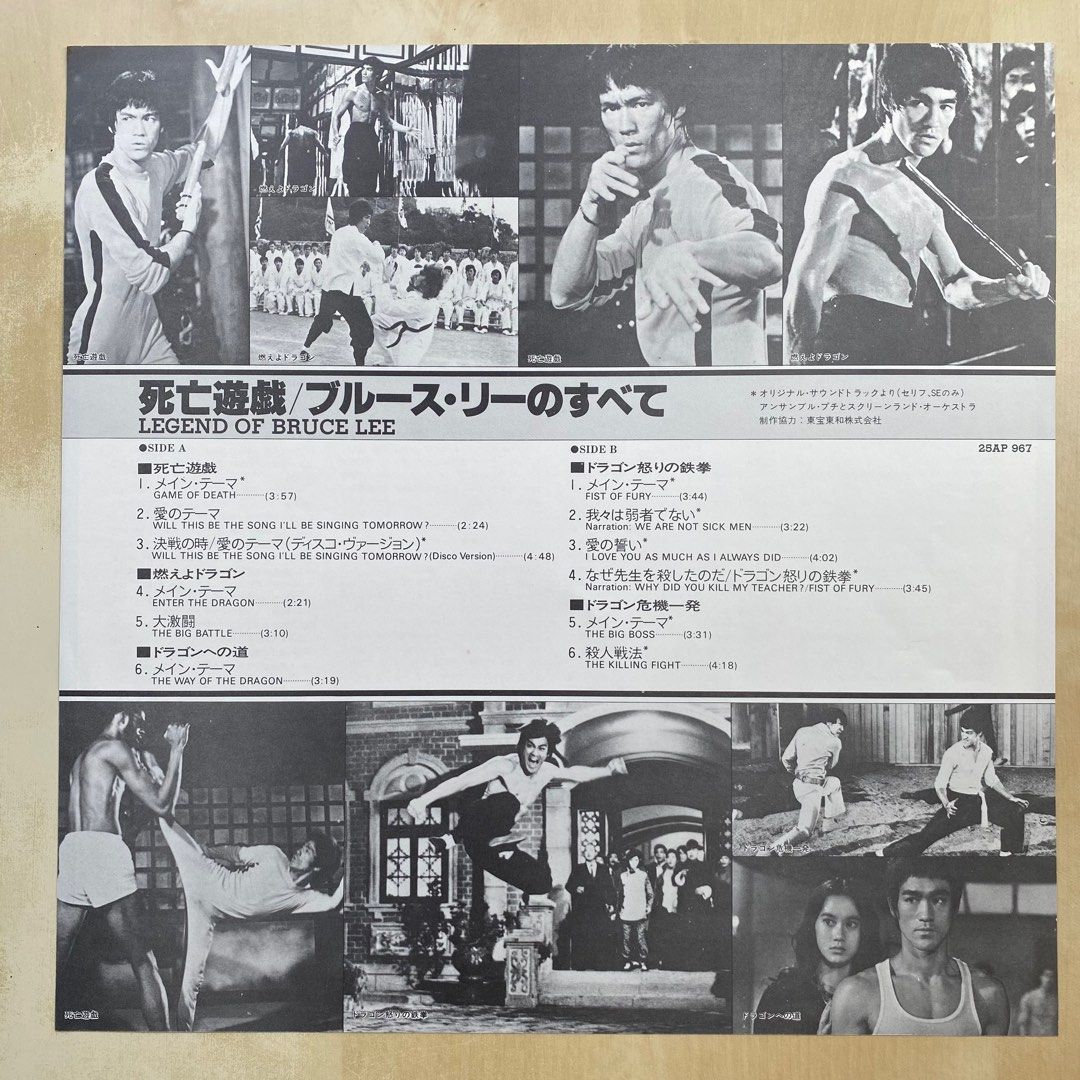 死亡遊戯
燃えよドラゴン
燃えよドラゴン
死亡遊戯
燃えよドラゴン
死亡遊戯/ブルース・リーのすべて
LEGEND OF BRUCE LEE
＊オリジナル・サウンドトラックより(セリフ、SEのみ)
アンサンブル・プチとスクリーンランド・オーケストラ
制作協力：東宝東和株式会社
●SIDE A
■死亡遊戯
1. メイン・テーマ*
GAME OF DEATH…………(3:57)
2. 愛のテーマ
WILL THIS BE THE SONG I'LL BE SINGING TOMORROW?…………(2:24)
3. 決戦の時/愛のテーマ(ディスコ・ヴァージョン)*
WILL THIS BE THE SONG I'LL BE SINGING TOMORROW?(Disco Version)…………(4:48)
■燃えよドラゴン
4. メイン・テーマ
ENTER THE DRAGON…………(2:21)
5. 大激闘
THE BIG BATTLE…………(3:10)
■ドラゴンへの道
6. メイン・テーマ
THE WAY OF THE DRAGON…………(3:19)
●SIDE B
25AP 967
■ドラゴン怒りの鉄拳
1. メイン・テーマ*
FIST OF FURY…………(3:44)
2. 我々は弱者でない*
Narration: WE ARE NOT SICK MEN…………(3:22)
3. 愛の誓い*
I LOVE YOU AS MUCH AS I ALWAYS DID…………(4:02)
4. なぜ先生を殺したのだ/ドラゴン怒りの鉄拳*
Narration: WHY DID YOU KILL MY TEACHER?/FIST OF FURY…………(3:45)
■ドラゴン危機一発
5. メイン・テーマ*
THE BIG BOSS…………(3:31)
6. 殺人戦法*
THE KILLING FIGHT…………(4:18)
死亡遊戯
ドラゴン怒りの鉄拳
ドラゴン危機一発
ドラゴンへの道